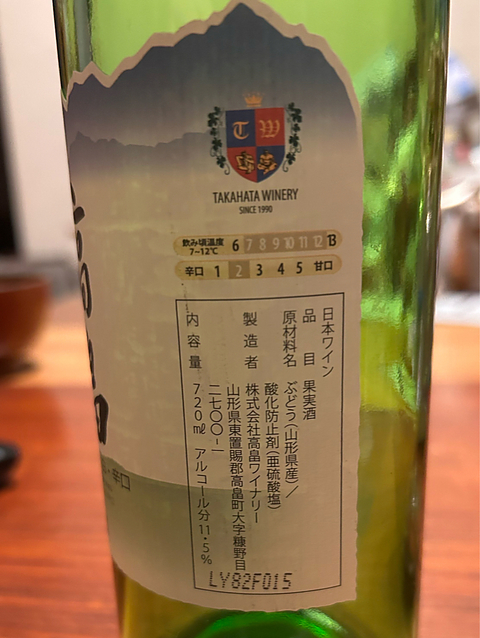 T W
TAKAHATA WINERY
SINCE 1990
飲み頃温度
7~12℃
6 7 8 9 10 11 12 13
辛口 1 2 3 4 5 甘口
日本ワイン
品目 果実酒
原材料名 ぶどう(山形県産)／
酸化防止剤(亜硫酸塩)
製造者 株式会社高畠ワイナリー
山形県東置賜郡高畠町大字糠野目
二七〇〇-一
内容量 720㎖ アルコール分11・5%
LY82F015
・辛口